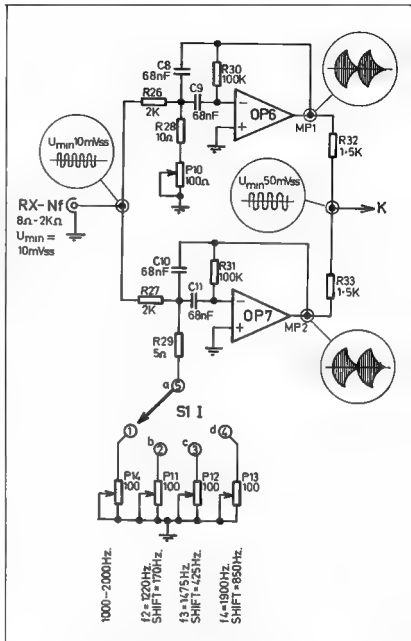 C8
68nF
R30
100K
C9
68nF
R26
2K
R28
10Ω
P10
100Ω
−
+
OP6
MP1
R32
1·5K
Umin 10mVss
RX-Nf
8Ω-2KΩ
Umin =
10mVss
Umin 50mVss
K
C10
68nF
R31
100K
C11
68nF
R27
2K
R29
5Ω
−
+
OP7
MP2
R33
1·5K
a 5
S1 I
1
b 2
c 3
d 4
P14
100
P11
100
P12
100
P13
100
1000-2000Hz.
f2=1220Hz.
SHIFT=170Hz.
f3=1475Hz.
SHIFT=425Hz.
f4=1900Hz.
SHIFT=850Hz.